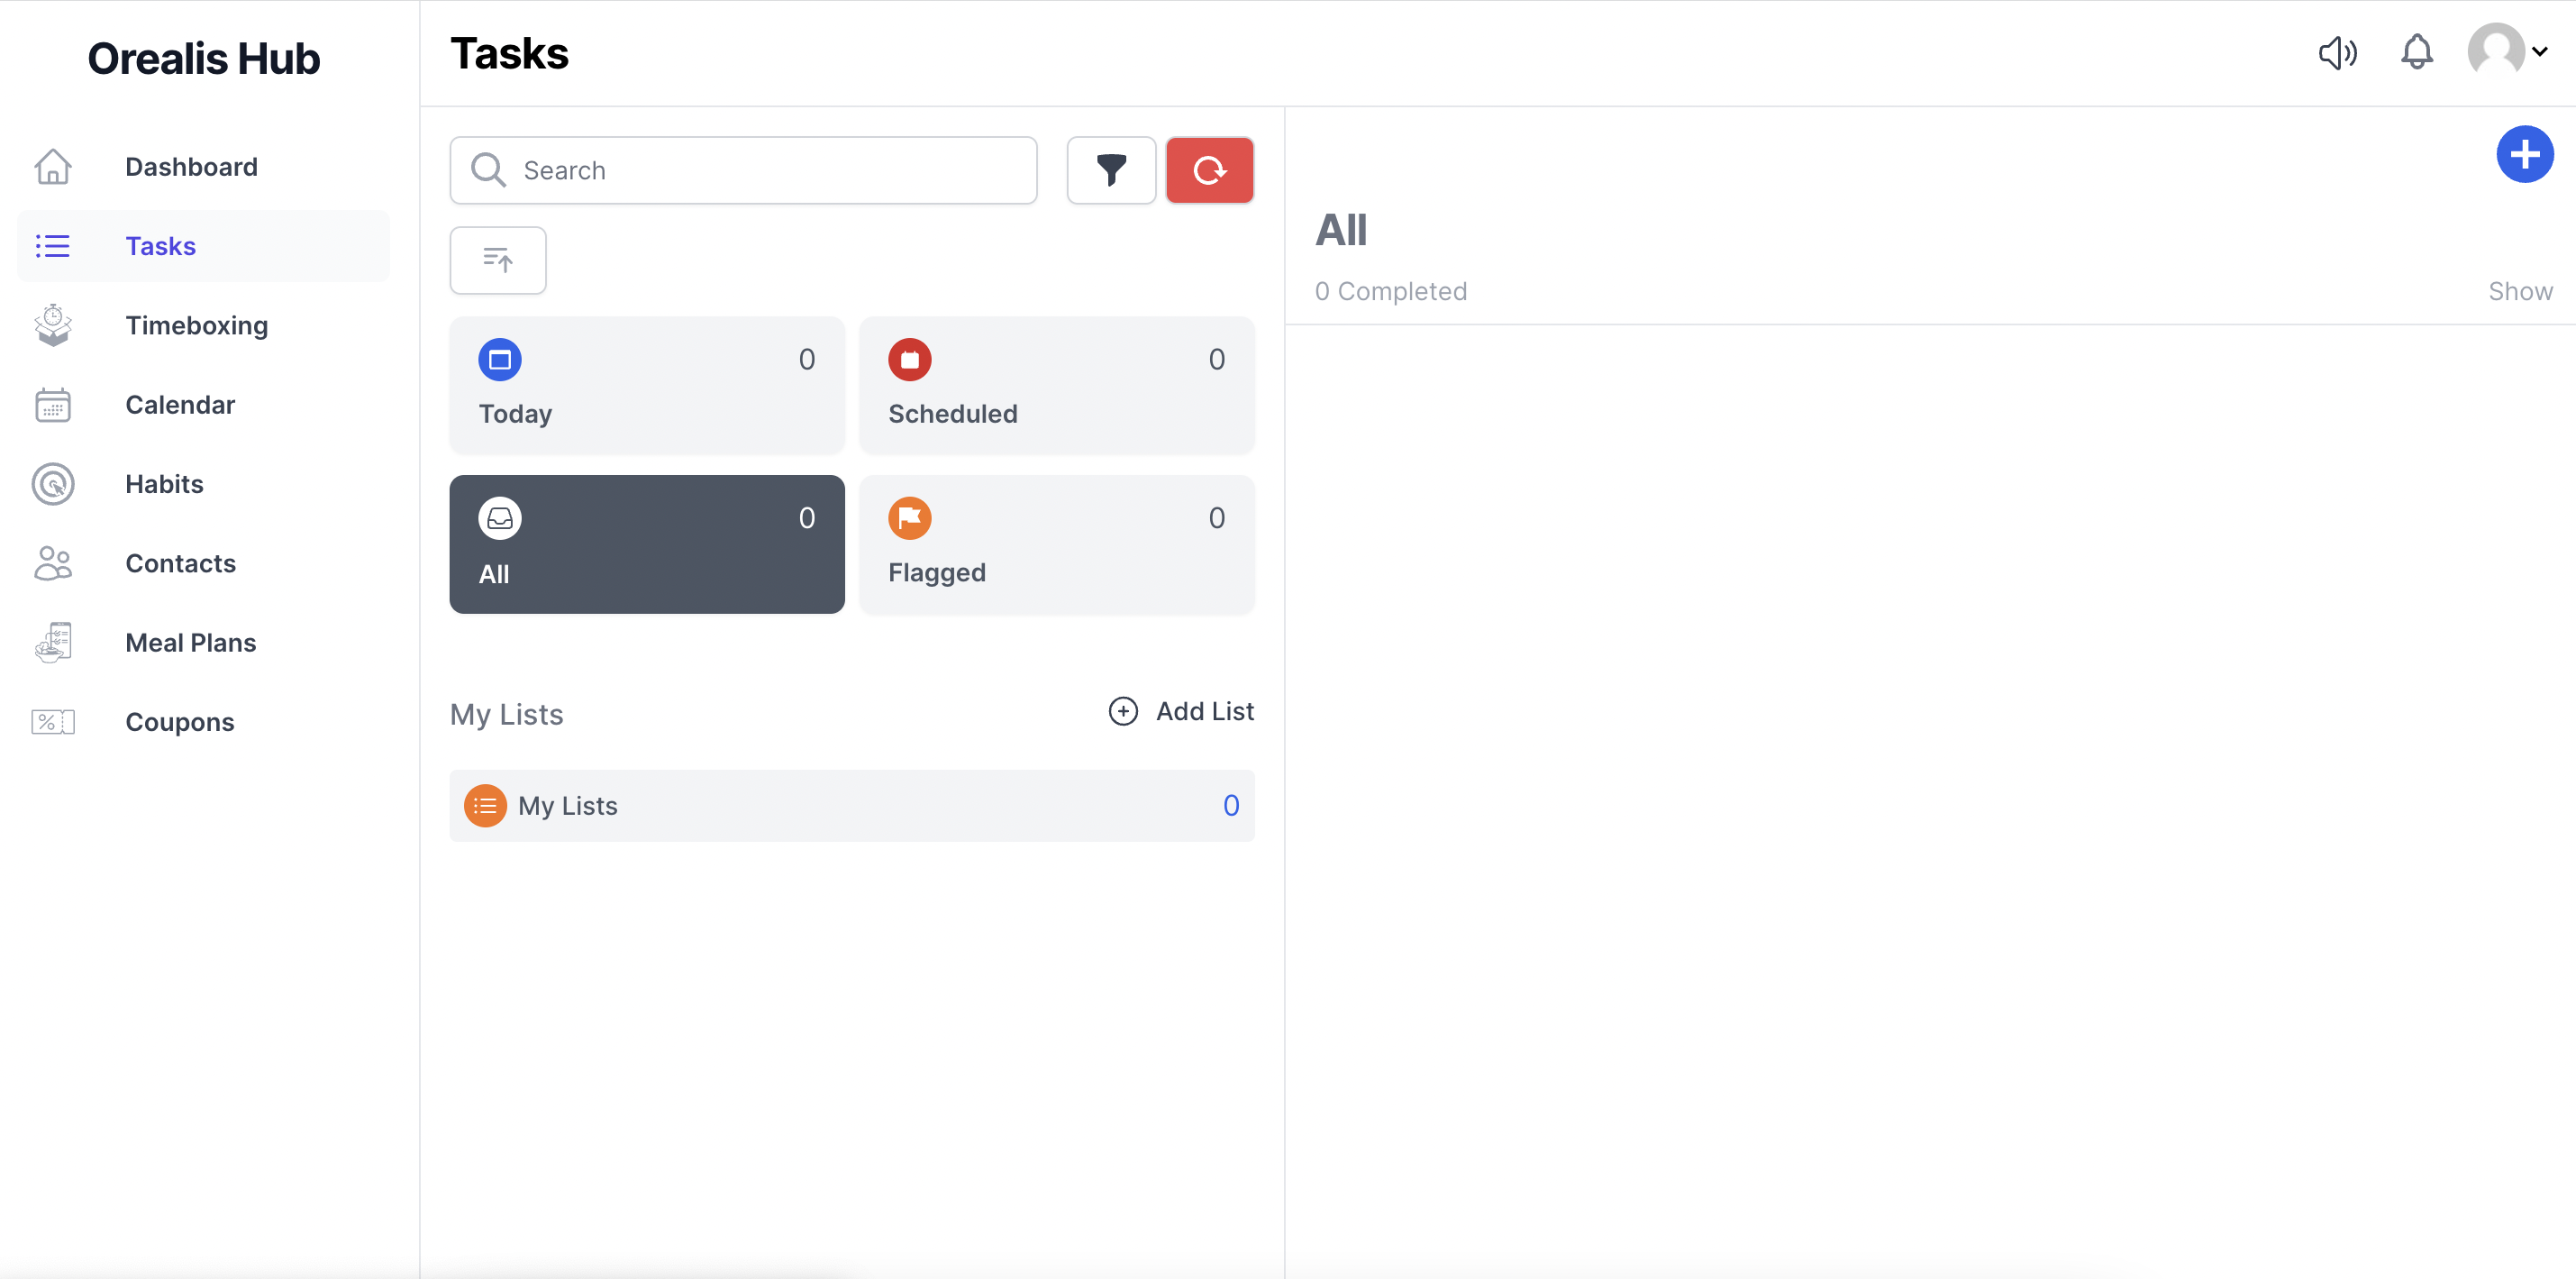 Orealis Hub
Dashboard
Tasks
Timeboxing
Calendar
Habits
Contacts
Meal Plans
Coupons
Tasks
Search
0
Today
0
Scheduled
0
All
0
Flagged
My Lists
Add List
My Lists 0
All
0 Completed
Show